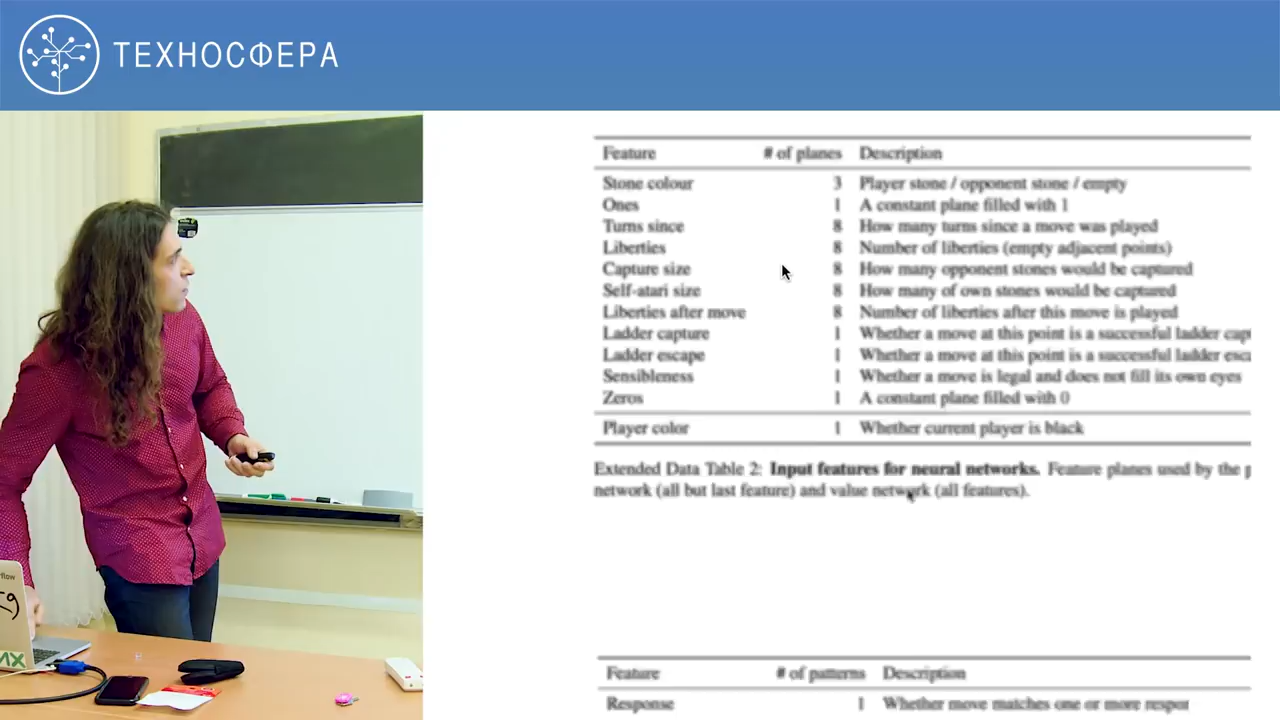 ТЕХНОСФЕРА
Feature # of planes Description
Stone colour 3 Player stone / opponent stone / empty
Ones 1 A constant plane filled with 1
Turns since 8 How many turns since a move was played
Liberties 8 Number of liberties (empty adjacent points)
Capture size 8 How many opponent stones would be captured
Self-atari size 8 How many of own stones would be captured
Liberties after move 8 Number of liberties after this move is played
Ladder capture 1 Whether a move at this point is a successful ladder cap
Ladder escape 1 Whether a move at this point is a successful ladder esca
Sensibleness 1 Whether a move is legal and does not fill its own eyes
Zeros 1 A constant plane filled with 0
Player color 1 Whether current player is black
Extended Data Table 2: Input features for neural networks. Feature planes used by the p
network (all but last feature) and value network (all features).
Feature # of patterns Description
Response 1 Whether move matches one or more respor
flow